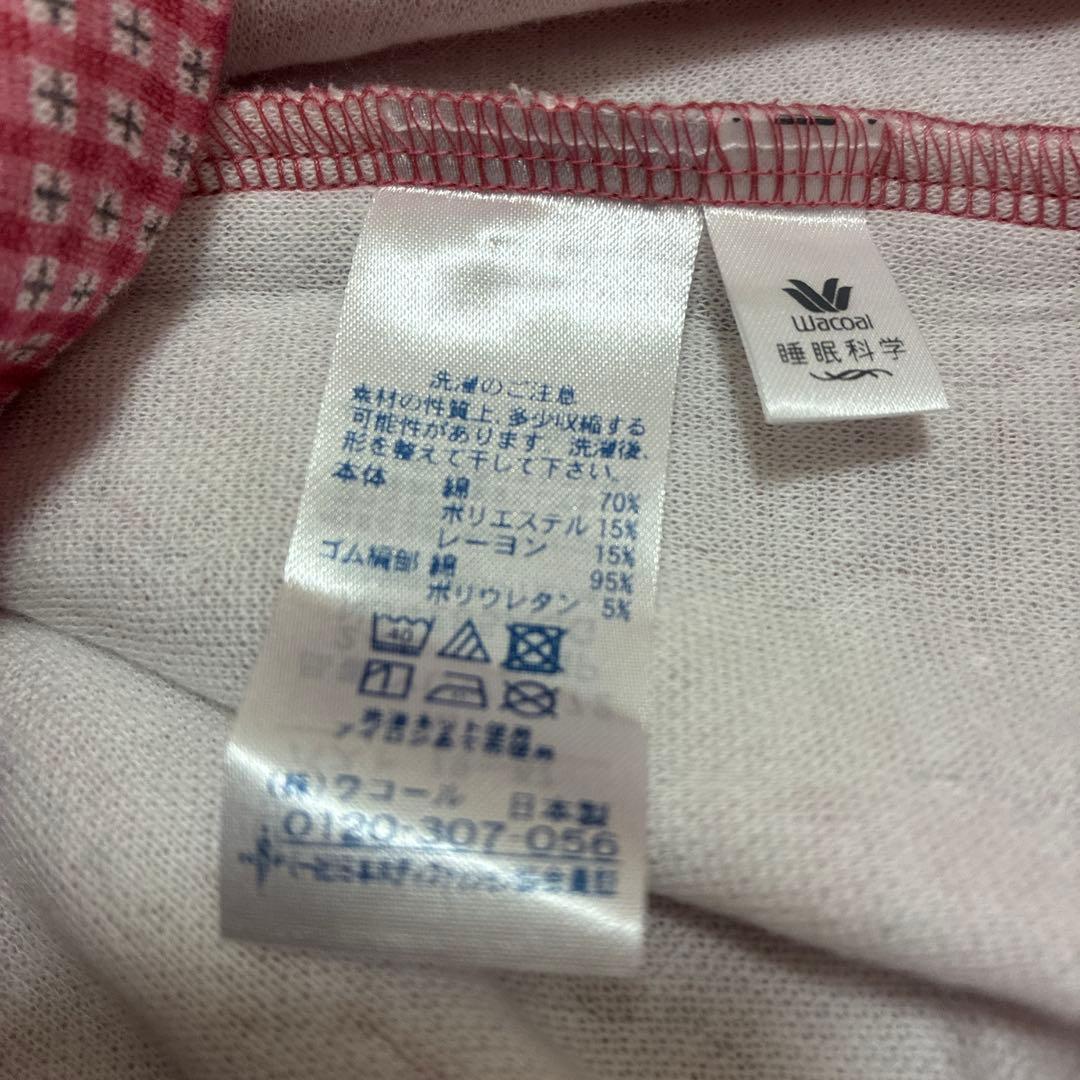 洗濯のご注意
素材の性質上、多少収縮する
可能性があります。洗濯後、
形を整えて干して下さい。
本体 綿 70%
ポリエステル 15%
レーヨン 15%
ゴム編部 綿 95%
ポリウレタン 5%
40
(株)ワコール 日本製
0120-307-056
Wacoal
睡眠科学